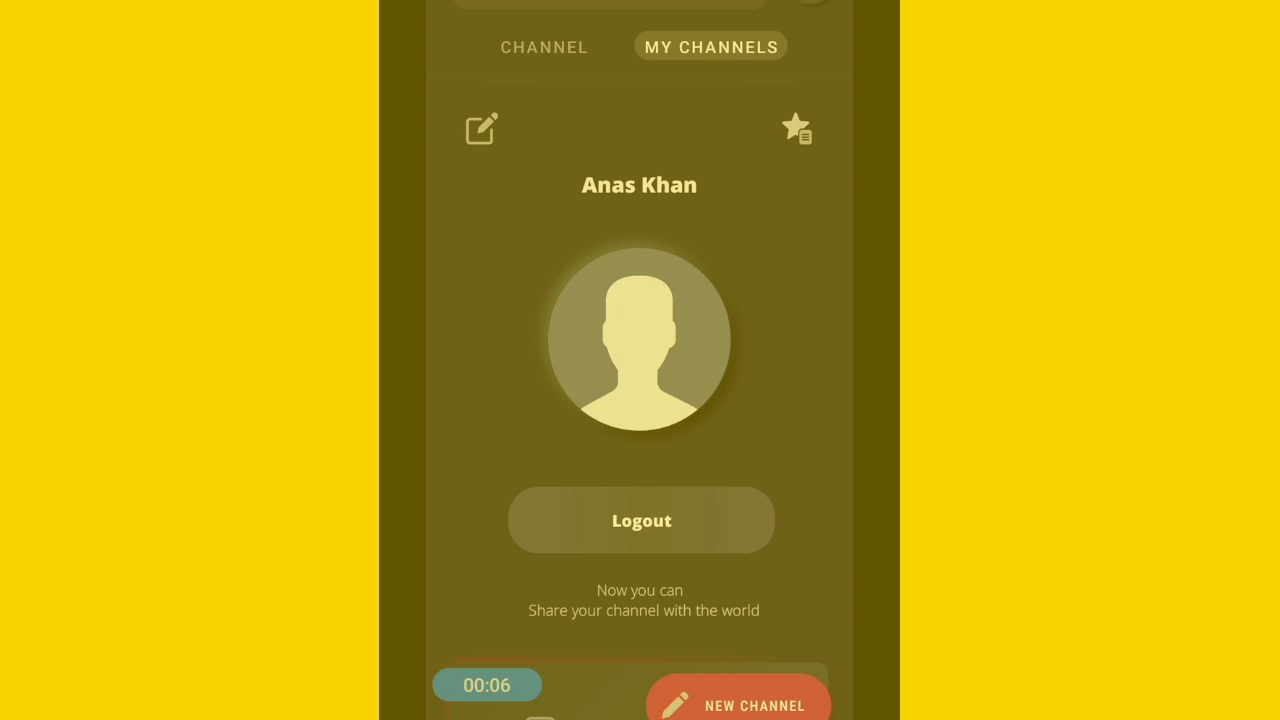 CHANNEL MY CHANNELS
Anas Khan
Logout
Now you can
Share your channel with the world
00:06
NEW CHANNEL